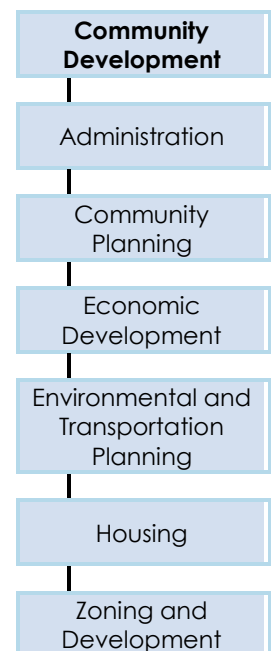 Community
Development
Administration
Community
Planning
Economic
Development
Environmental and
Transportation
Planning
Housing
Zoning and
Development